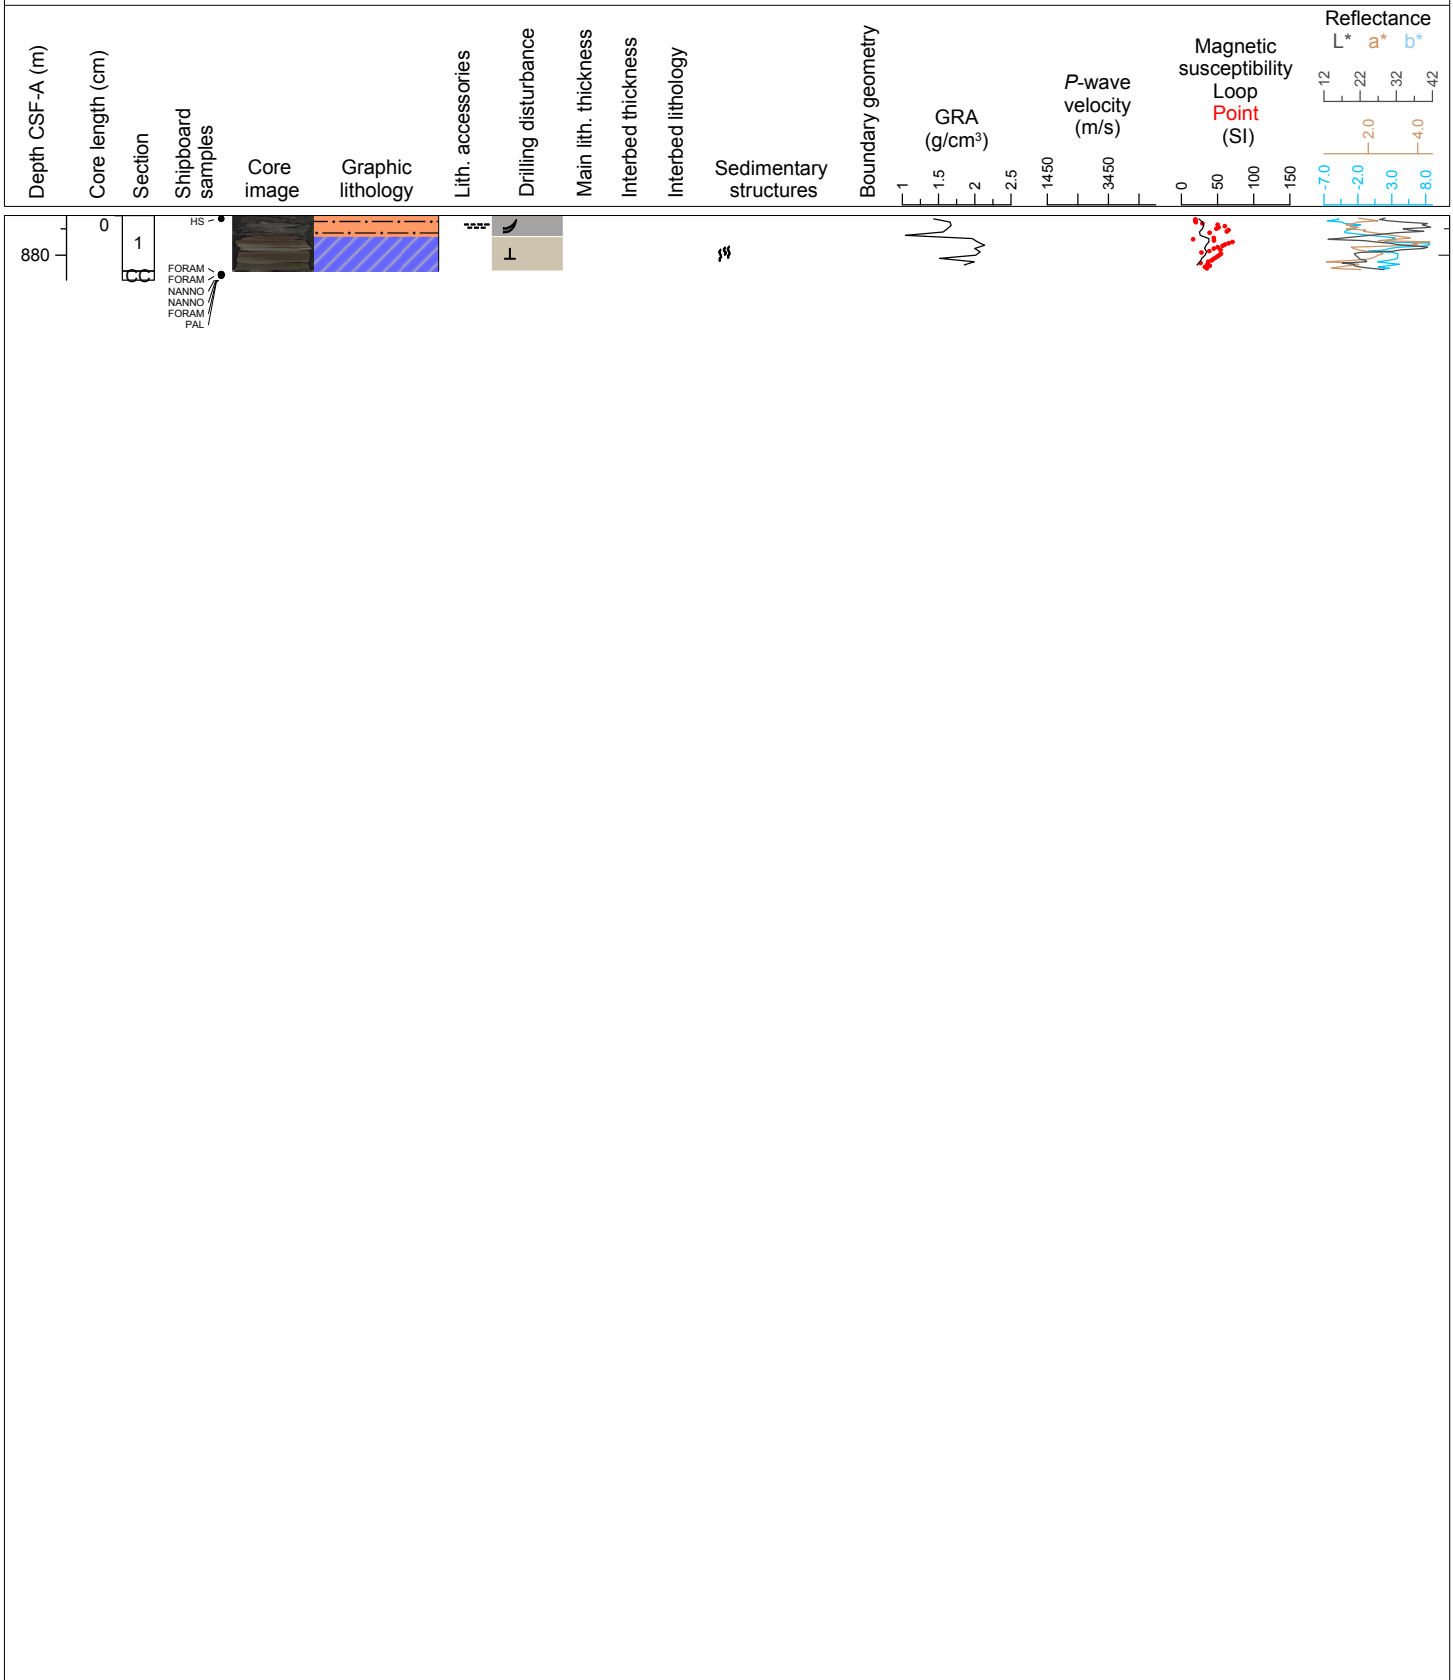 Depth CSF-A (m)
Core length (cm)
Section
Shipboard
samples
Core
image
Graphic
lithology
Lith. accessories
Drilling disturbance
Main lith. thickness
Interbed thickness
Interbed lithology
Sedimentary
structures
Boundary geometry
GRA
(g/cm³)
1
1.5
2
2.5
P-wave
velocity
(m/s)
1450
3450
Magnetic
susceptibility
Loop
Point
(SI)
0
50
100
150
Reflectance
L* a* b*
12
22
32
42
2.0
4.0
-7.0
-2.0
3.0
8.0
880
0
1
CC
HS
FORAM
FORAM
NANNO
NANNO
FORAM
PAL